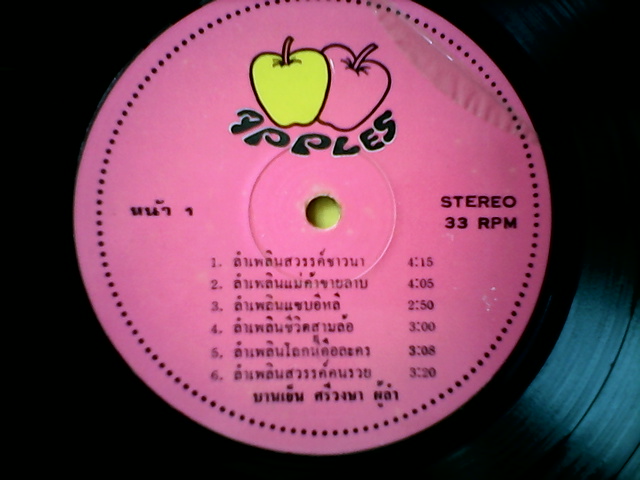 APPLES
หน้า 1
STEREO
33 RPM
1. ลำเพลินสวรรค์ชาวนา 4:15
2. ลำเพลินแม่ค้าขายลาบ 4:05
3. ลำเพลินแซบอีหลี 2:50
4. ลำเพลินชีวิตสามล้อ 3:00
5. ลำเพลินโลกนี้คือละคร 3:08
6. ลำเพลินสวรรค์คนรวย 3:20
บานเย็น ศรีวงษา ผู้ลำ